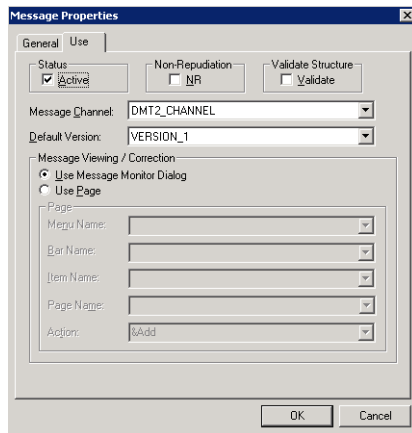 Message Properties
General Use
Status Non-Repudiation Validate Structure
Active NR Validate
Message Channel: DMT2_CHANNEL
Default Version: VERSION_1
Message Viewing / Correction
Use Message Monitor Dialog
Use Page
Page
Menu Name:
Bar Name:
Item Name:
Page Name:
Action: &Add
OK Cancel